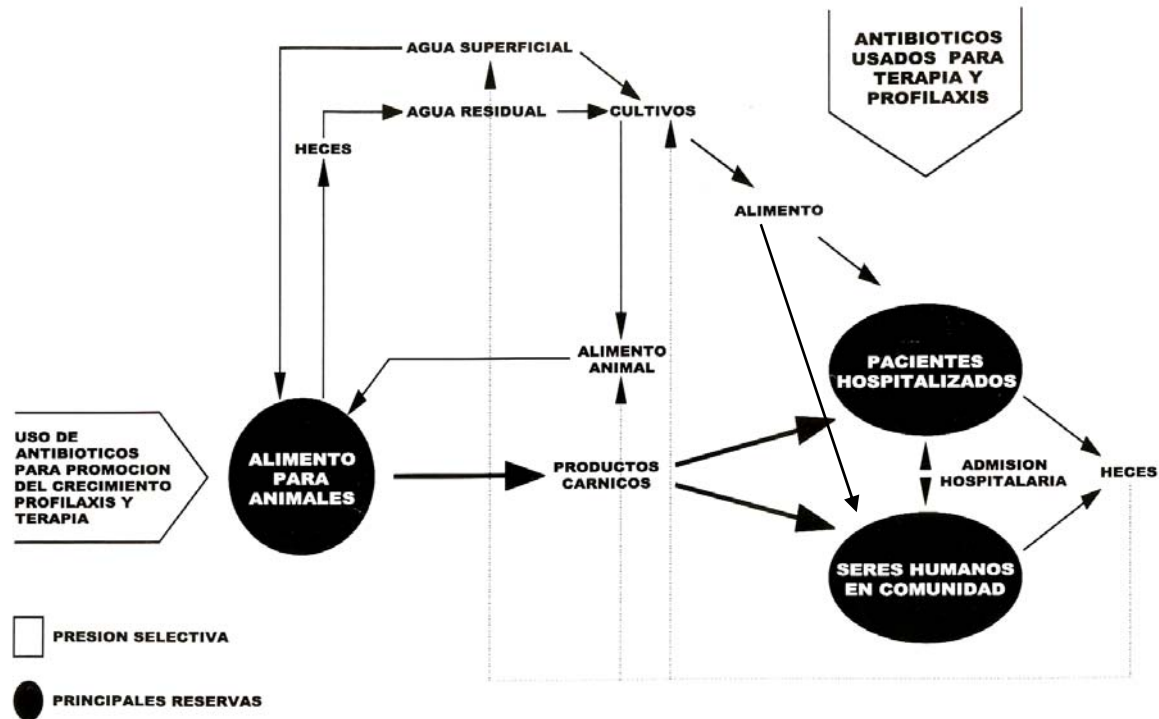 AGUA SUPERFICIAL
ANTIBIOTICOS
USADOS PARA
TERAPIA Y
PROFILAXIS
AGUA RESIDUAL
CULTIVOS
HECES
ALIMENTO
ALIMENTO
ANIMAL
PACIENTES
HOSPITALIZADOS
USO DE
ANTIBIOTICOS
PARA PROMOCION
DEL CRECIMIENTO
PROFILAXIS Y
TERAPIA
ALIMENTO
PARA
ANIMALES
PRODUCTOS
CARNICOS
ADMISION
HOSPITALARIA
HECES
SERES HUMANOS
EN COMUNIDAD
PRESION SELECTIVA
PRINCIPALES RESERVAS